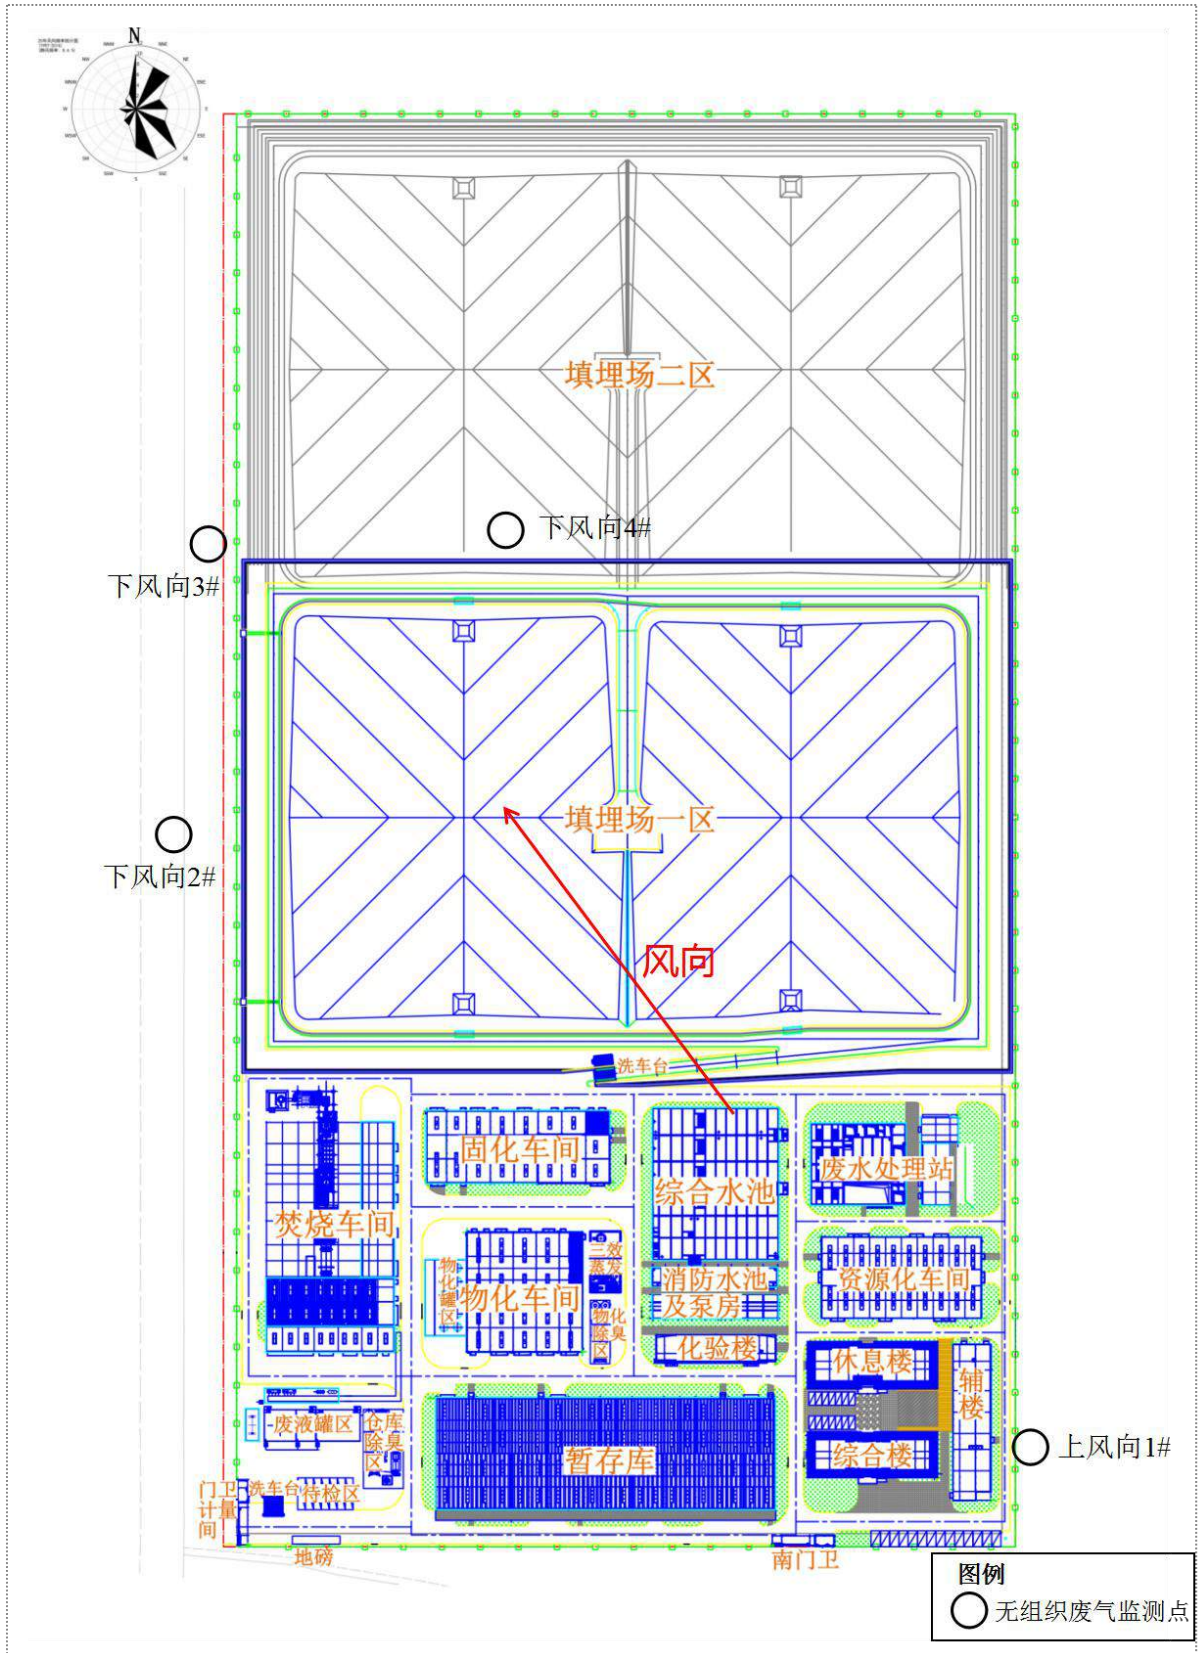 N
填埋场二区
下风向4#
下风向3#
填埋场一区
下风向2#
风向
洗车台
固化车间
综合水池
废水处理站
焚烧车间
物化罐区
物化车间
三效
蒸发
物化
除臭
区
消防水池
及泵房
化验楼
资源化车间
休息楼
辅楼
综合楼
上风向1#
废液罐区
仓库
除臭
区
暂存库
门卫
计量
间
洗车台
待检区
地磅
南门卫
图例
无组织废气监测点